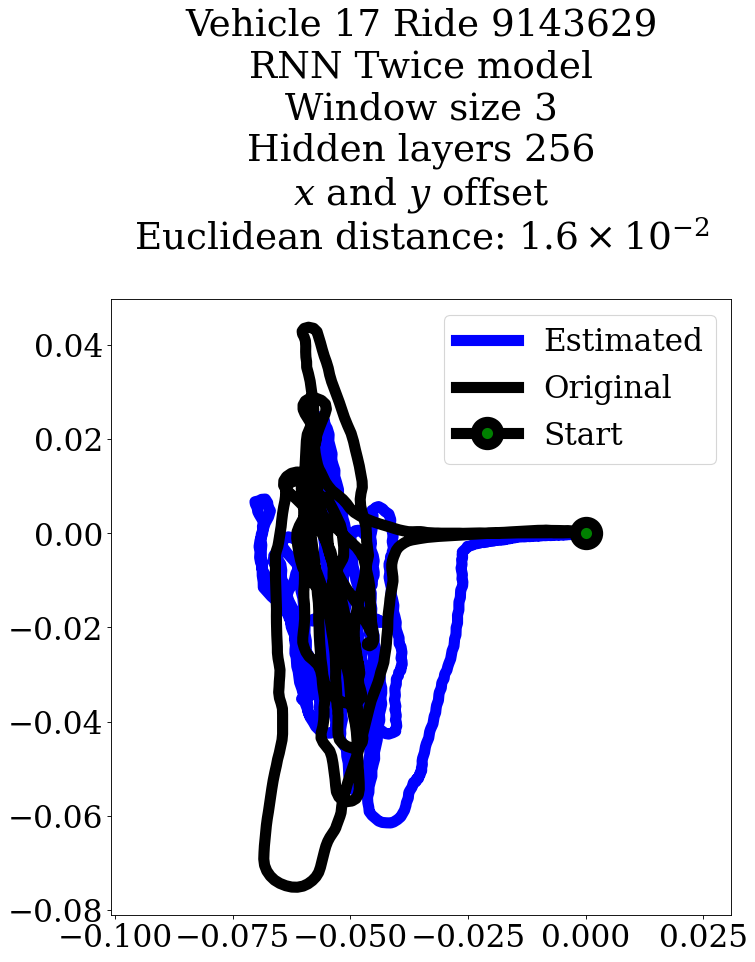 Vehicle 17 Ride 9143629
RNN Twice model
Window size 3
Hidden layers 256
x and y offset
Euclidean distance: 1.6 × 10⁻²
Estimated
Original
Start
0.04
0.02
0.00
−0.02
−0.04
−0.06
−0.08
−0.100 −0.075 −0.050 −0.025 0.000 0.025